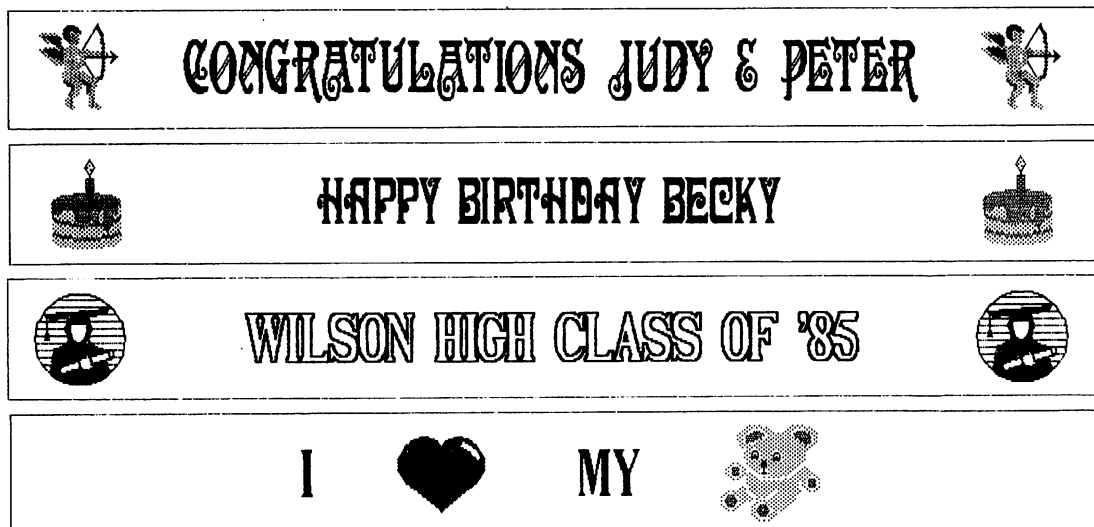 CONGRATULATIONS JUDY & PETER
HAPPY BIRTHDAY BECKY
WILSON HIGH CLASS OF '85
I MY